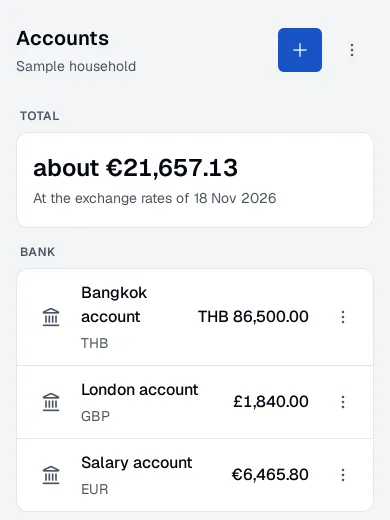 Accounts
Sample household
TOTAL
about €21,657.13
At the exchange rates of 18 Nov 2026
BANK
Bangkok
account
THB 86,500.00
THB
London account
£1,840.00
GBP
Salary account
€6,465.80
EUR